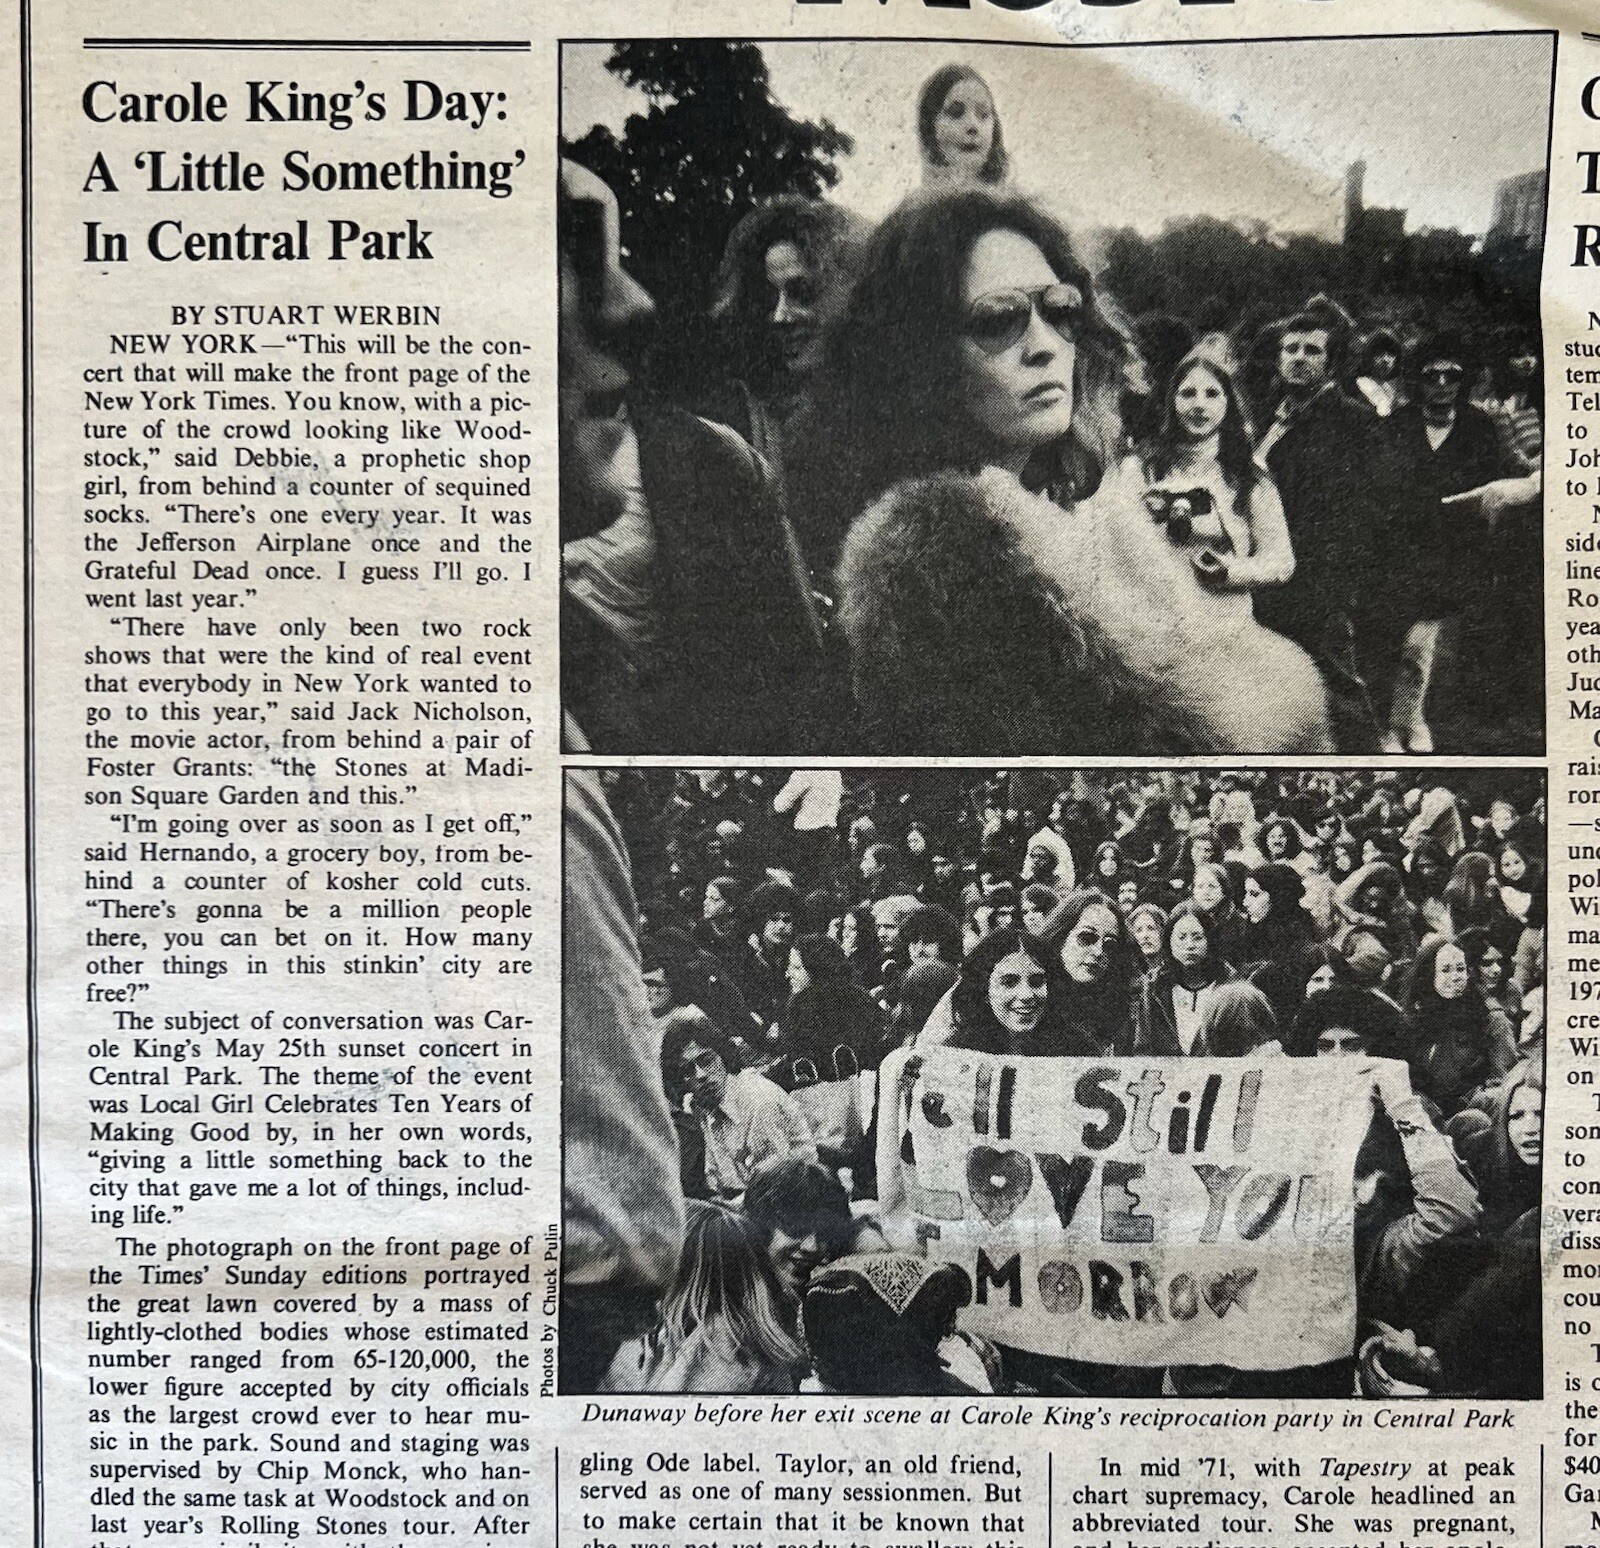 Carole King's Day:
A 'Little Something'
In Central Park
BY STUART WERBIN
NEW YORK—“This will be the con-
cert that will make the front page of the
New York Times. You know, with a pic-
ture of the crowd looking like Wood-
stock,” said Debbie, a prophetic shop
girl, from behind a counter of sequined
socks. “There's one every year. It was
the Jefferson Airplane once and the
Grateful Dead once. I guess I'll go. I
went last year.”
“There have only been two rock
shows that were the kind of real event
that everybody in New York wanted to
go to this year,” said Jack Nicholson,
the movie actor, from behind a pair of
Foster Grants: “the Stones at Madi-
son Square Garden and this.”
“I'm going over as soon as I get off,”
said Hernando, a grocery boy, from be-
hind a counter of kosher cold cuts.
“There's gonna be a million people
there, you can bet on it. How many
other things in this stinkin' city are
free?”
The subject of conversation was Car-
ole King's May 25th sunset concert in
Central Park. The theme of the event
was Local Girl Celebrates Ten Years of
Making Good by, in her own words,
“giving a little something back to the
city that gave me a lot of things, includ-
ing life.”
The photograph on the front page of
the Times' Sunday editions portrayed
the great lawn covered by a mass of
lightly-clothed bodies whose estimated
number ranged from 65-120,000, the
lower figure accepted by city officials
as the largest crowd ever to hear mu-
sic in the park. Sound and staging was
supervised by Chip Monck, who han-
dled the same task at Woodstock and on
last year's Rolling Stones tour. After
Photos by Chuck Pulin
Still
LOVE YOU
MORROW
Dunaway before her exit scene at Carole King's reciprocation party in Central Park
gling Ode label. Taylor, an old friend,
served as one of many sessionmen. But
to make certain that it be known that
In mid '71, with Tapestry at peak
chart supremacy, Carole headlined an
abbreviated tour. She was pregnant,